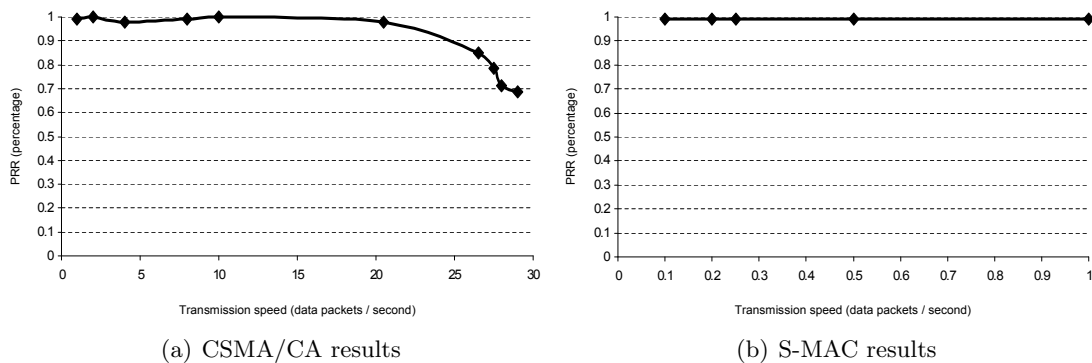 1
0.9
0.8
0.7
0.6
0.5
0.4
0.3
0.2
0.1
0
PRR (percentage)
0 5 10 15 20 25 30
Transmission speed (data packets / second)
(a) CSMA/CA results
1
0.9
0.8
0.7
0.6
0.5
0.4
0.3
0.2
0.1
0
PRR (percentage)
0 0.1 0.2 0.3 0.4 0.5 0.6 0.7 0.8 0.9 1
Transmission speed (data packets / second)
(b) S-MAC results